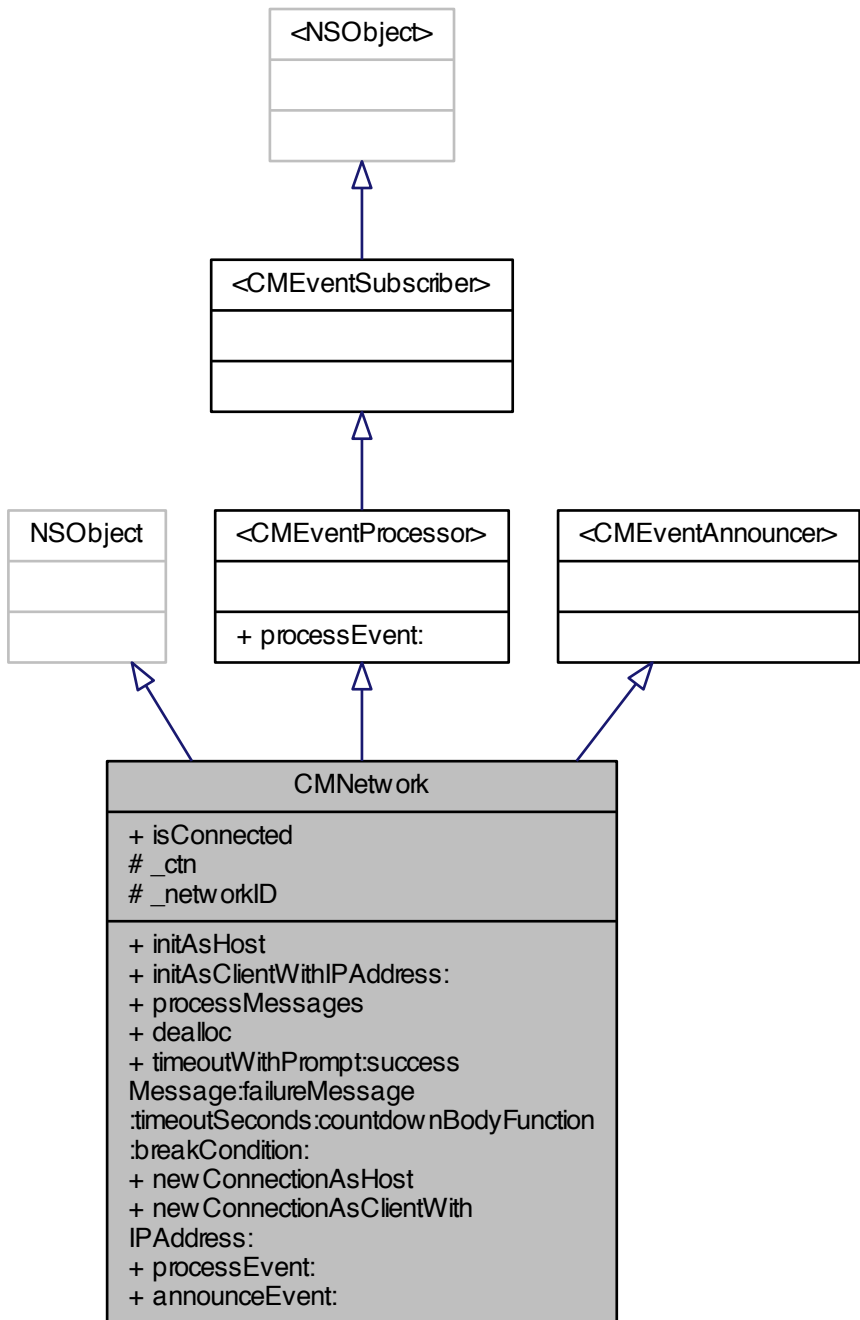 <NSObject>
<CMEventSubscriber>
NSObject
<CMEventProcessor>
+ processEvent:
<CMEventAnnouncer>
CMNetwork
+ isConnected
# _ctn
# _networkID
+ initAsHost
+ initAsClientWithIPAddress:
+ processMessages
+ dealloc
+ timeoutWithPrompt:success
Message:failureMessage
:timeoutSeconds:countdownBodyFunction
:breakCondition:
+ newConnectionAsHost
+ newConnectionAsClientWith
IPAddress:
+ processEvent:
+ announceEvent: